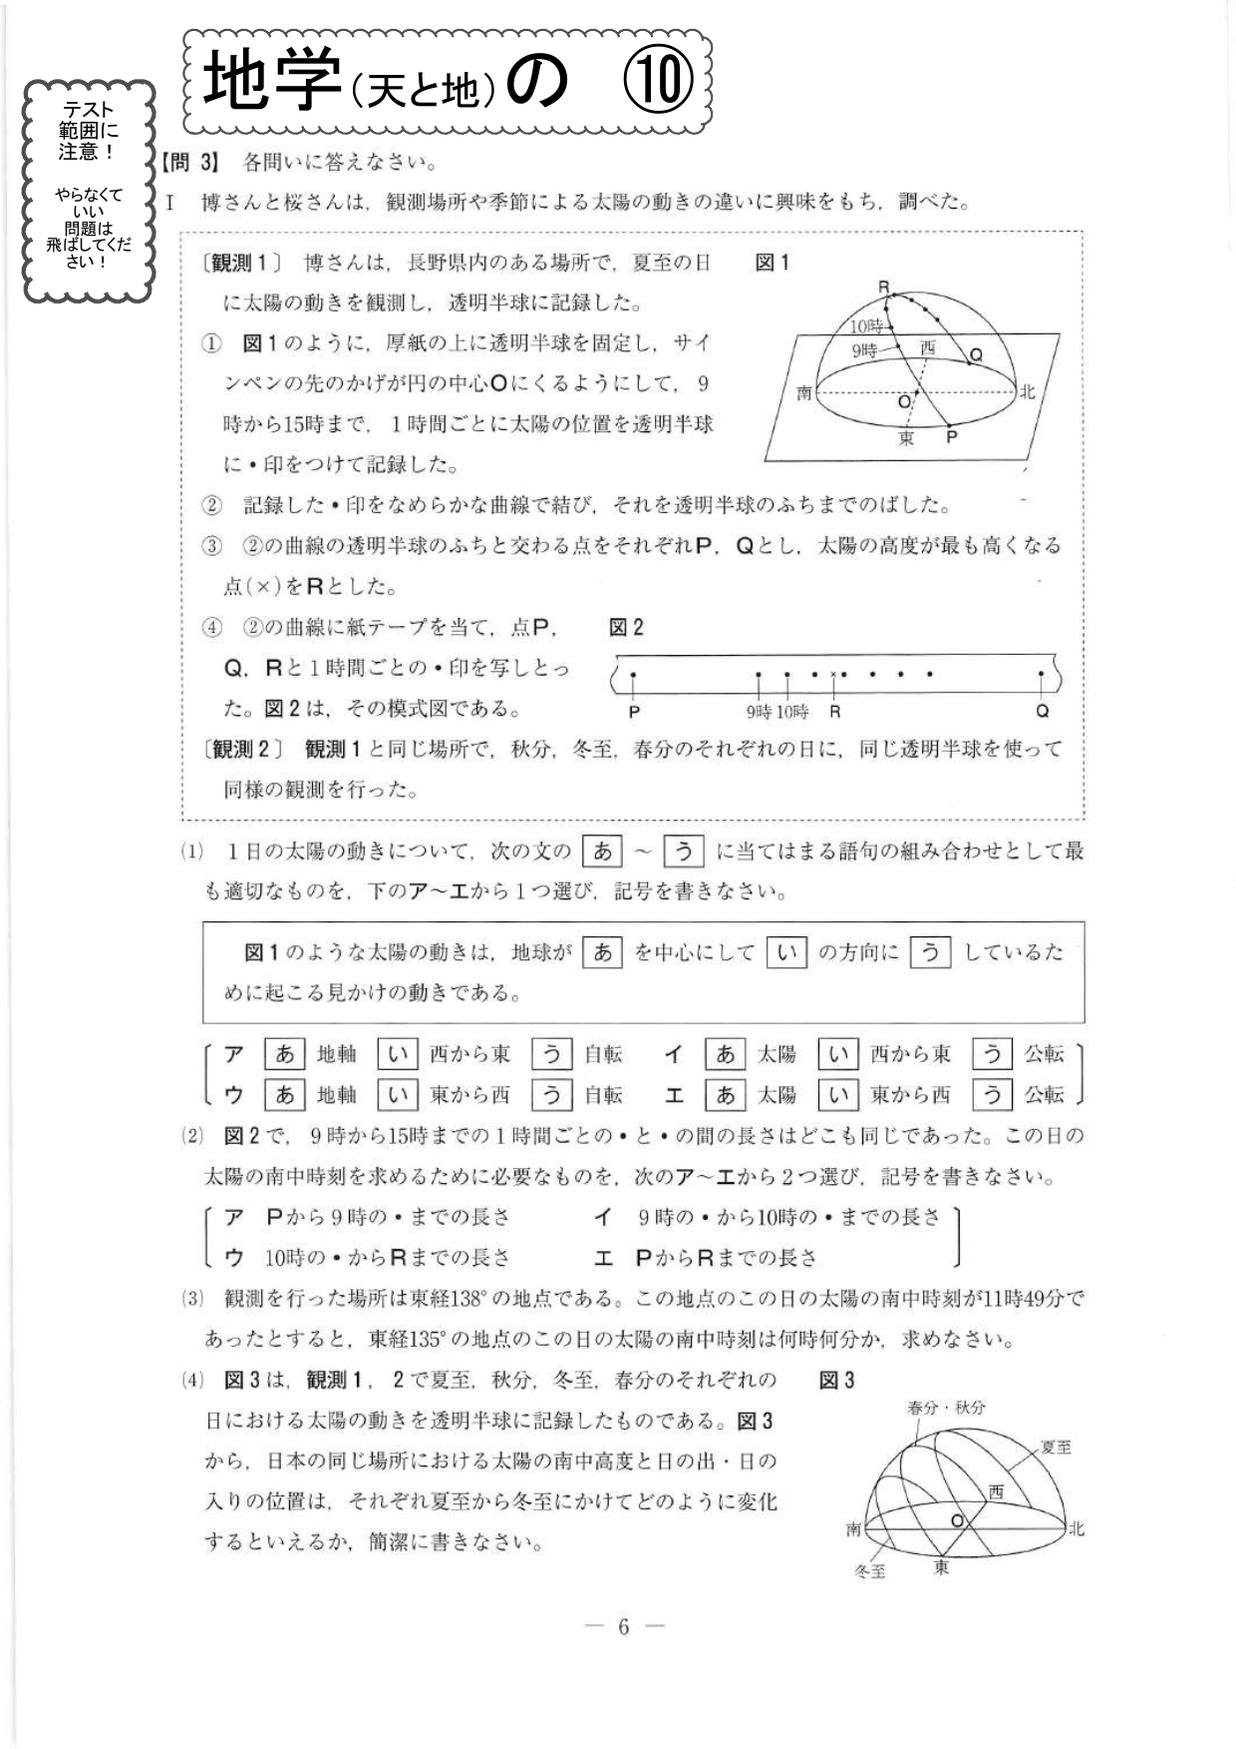 地学（天と地）の ⑩
テスト
範囲に
注意！
やらなくて
いい
問題は
飛ばしてくだ
さい！
【問 3】 各問いに答えなさい。
Ⅰ 博さんと桜さんは，観測場所や季節による太陽の動きの違いに興味をもち，調べた。
〔観測1〕 博さんは，長野県内のある場所で，夏至の日
に太陽の動きを観測し，透明半球に記録した。
① 図1のように，厚紙の上に透明半球を固定し，サイ
ンペンの先のかげが円の中心Oにくるようにして，9
時から15時まで，1時間ごとに太陽の位置を透明半球
に・印をつけて記録した。
図1
R
10時
9時
西
Q
南
O
北
東
P
② 記録した・印をなめらかな曲線で結び，それを透明半球のふちまでのばした。
③ ②の曲線の透明半球のふちと交わる点をそれぞれP，Qとし，太陽の高度が最も高くなる
点(×)をRとした。
④ ②の曲線に紙テープを当て，点P，
Q，Rと1時間ごとの・印を写しとっ
た。図2は，その模式図である。
図2
P 9時 10時 R Q
〔観測2〕 観測1と同じ場所で，秋分，冬至，春分のそれぞれの日に，同じ透明半球を使って
同様の観測を行った。
(1) 1日の太陽の動きについて，次の文の あ ～ う に当てはまる語句の組み合わせとして最
も適切なものを，下のア～エから1つ選び，記号を書きなさい。
図1のような太陽の動きは，地球が あ を中心にして い の方向に う しているた
めに起こる見かけの動きである。
ア あ 地軸 い 西から東 う 自転 イ あ 太陽 い 西から東 う 公転
ウ あ 地軸 い 東から西 う 自転 エ あ 太陽 い 東から西 う 公転
(2) 図2で，9時から15時までの1時間ごとの・と・の間の長さはどこも同じであった。この日の
太陽の南中時刻を求めるために必要なものを，次のア～エから2つ選び，記号を書きなさい。
ア Pから9時の・までの長さ イ 9時の・から10時の・までの長さ
ウ 10時の・からRまでの長さ エ PからRまでの長さ
(3) 観測を行った場所は東経138°の地点である。この地点のこの日の太陽の南中時刻が11時49分で
あったとすると，東経135°の地点のこの日の太陽の南中時刻は何時何分か，求めなさい。
(4) 図3は，観測1，2で夏至，秋分，冬至，春分のそれぞれの
日における太陽の動きを透明半球に記録したものである。図3
から，日本の同じ場所における太陽の南中高度と日の出・日の
入りの位置は，それぞれ夏至から冬至にかけてどのように変化
するといえるか，簡潔に書きなさい。
図3
春分・秋分
夏至
西
O
南
北
冬至
東
— 6 —